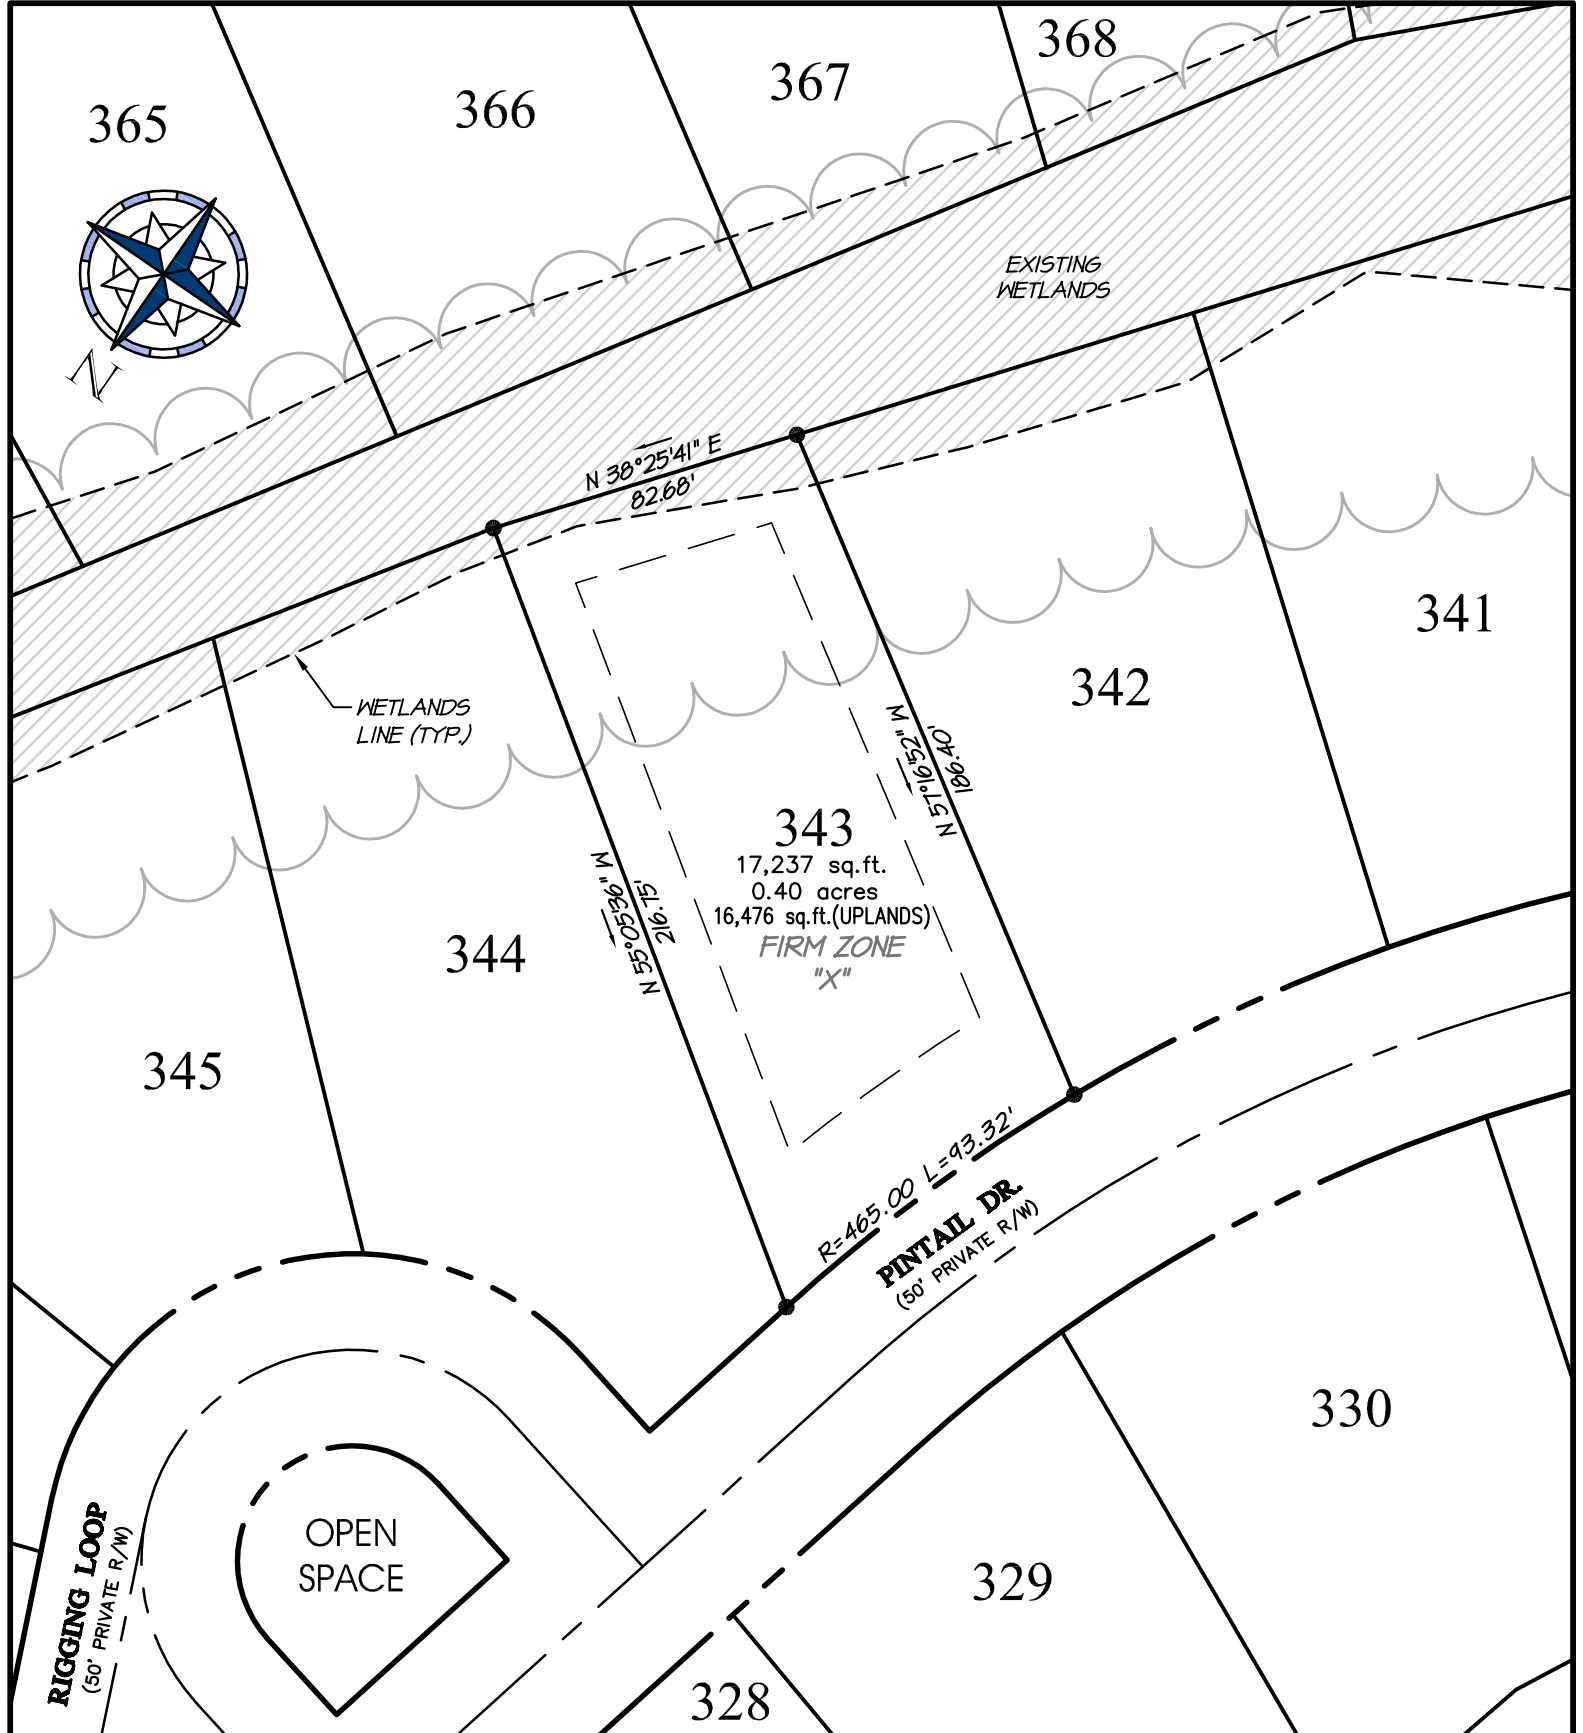 368
367
366
365
EXISTING
WETLANDS
N
N 38°25'41" E
82.68'
341
342
WETLANDS
LINE (TYP.)
N 57°16'52" W
186.40'
343
17,237 sq.ft.
0.40 acres
16,476 sq.ft.(UPLANDS)
FIRM ZONE
"X"
N 55°05'36" W
216.75'
344
345
R=465.00 L=93.32'
PINTAIL DR.
(50' PRIVATE R/W)
330
OPEN
SPACE
329
RIGGING LOOP
(50' PRIVATE R/W)
328